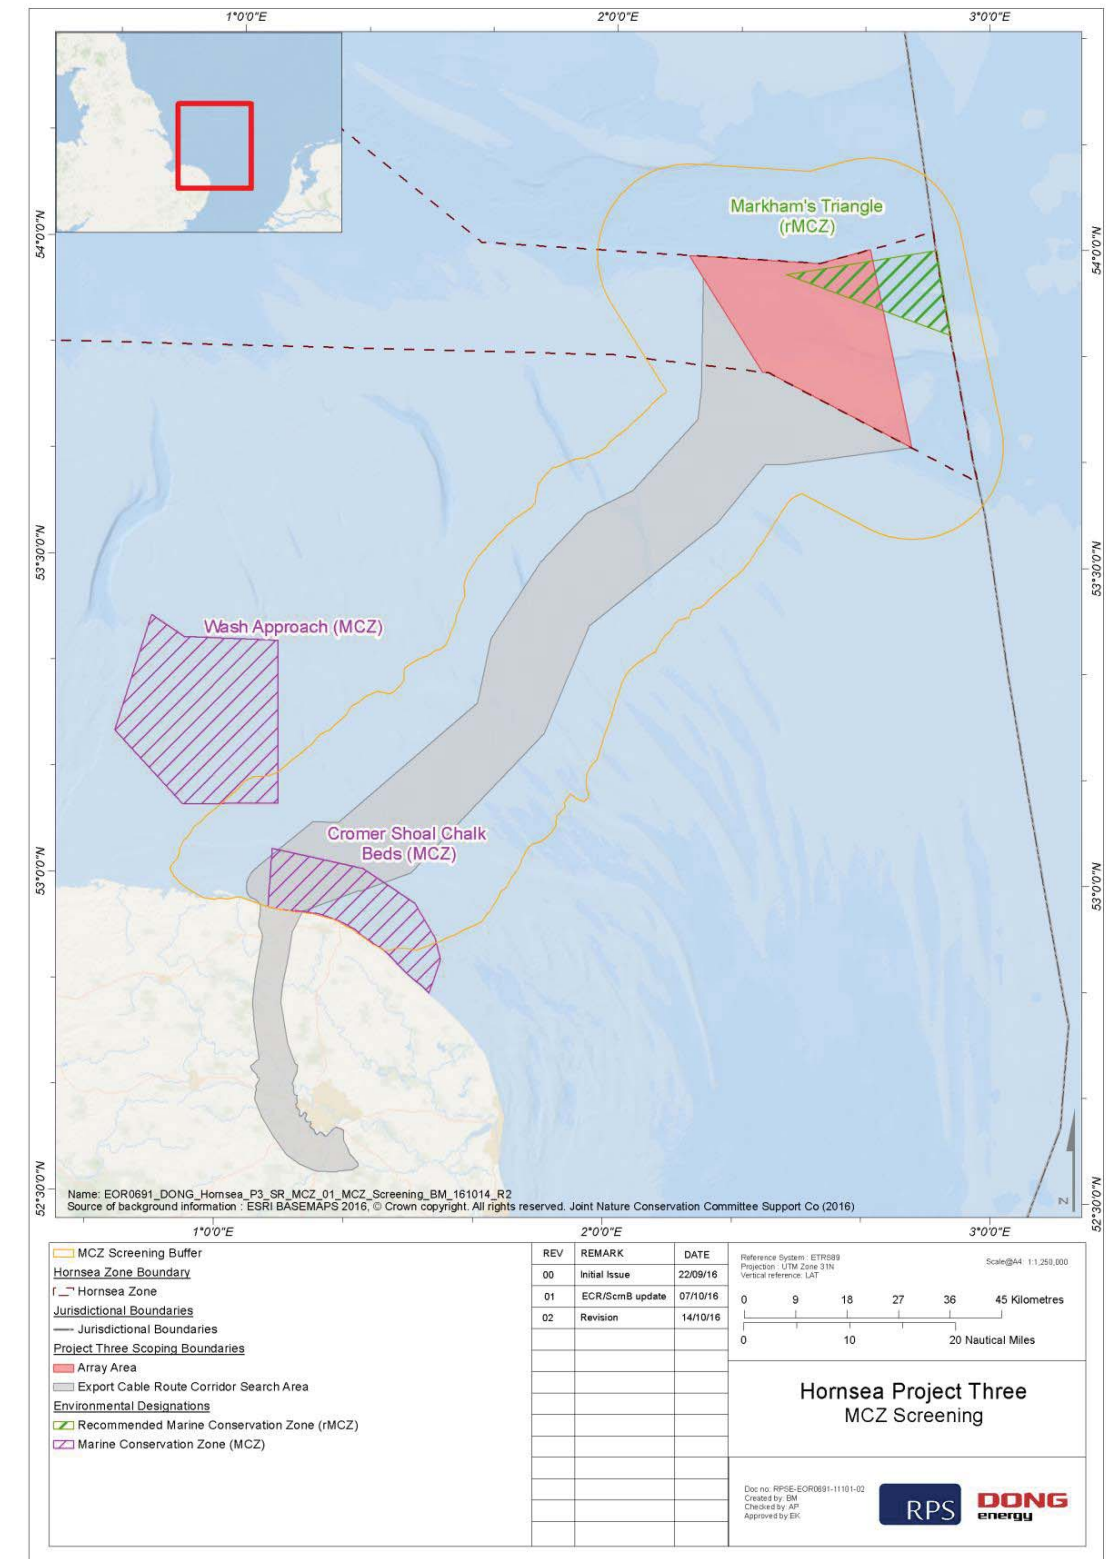 1°0'0"E
2°0'0"E
3°0'0"E
54°0'0"N
54°0'0"N
Markham's Triangle
(rMCZ)
53°30'0"N
53°30'0"N
Wash Approach (MCZ)
Cromer Shoal Chalk
Beds (MCZ)
53°0'0"N
53°0'0"N
52°30'0"N
52°30'0"N
N
Name: EOR0691_DONG_Hornsea_P3_SR_MCZ_01_MCZ_Screening_BM_161014_R2
Source of background information : ESRI BASEMAPS 2016, © Crown copyright. All rights reserved. Joint Nature Conservation Committee Support Co (2016)
1°0'0"E
2°0'0"E
3°0'0"E
MCZ Screening Buffer
Hornsea Zone Boundary
Hornsea Zone
Jurisdictional Boundaries
Jurisdictional Boundaries
Project Three Scoping Boundaries
Array Area
Export Cable Route Corridor Search Area
Environmental Designations
Recommended Marine Conservation Zone (rMCZ)
Marine Conservation Zone (MCZ)
REV REMARK DATE
00 Initial Issue 22/09/16
01 ECR/ScmB update 07/10/16
02 Revision 14/10/16
Reference System : ETRS89
Projection : UTM Zone 31N
Vertical reference: LAT
Scale@A4: 1:1,250,000
0 9 18 27 36 45 Kilometres
0 10 20 Nautical Miles
Hornsea Project Three
MCZ Screening
Doc no: RPSE-EOR0691-11101-02
Created by: BM
Checked by: AP
Approved by EK
RPS
DONG
energy